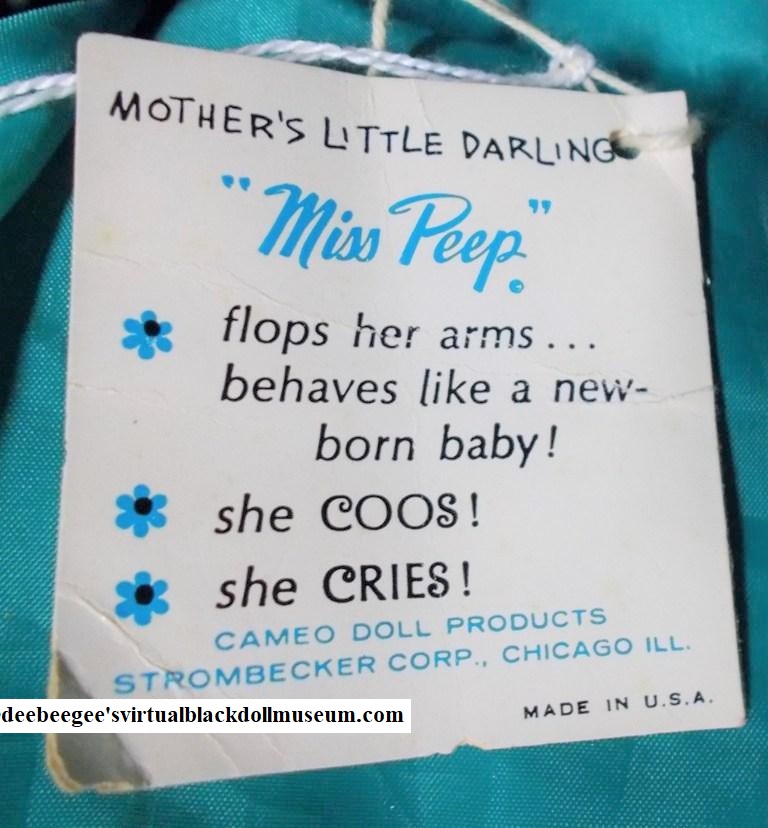 MOTHER'S LITTLE DARLING
"Miss Peep."
flops her arms...
behaves like a new-
born baby!
she COOS!
she CRIES!
CAMEO DOLL PRODUCTS
STROMBECKER CORP., CHICAGO ILL.
deebeegee'svirtualblackdollmuseum.com
MADE IN U.S.A.